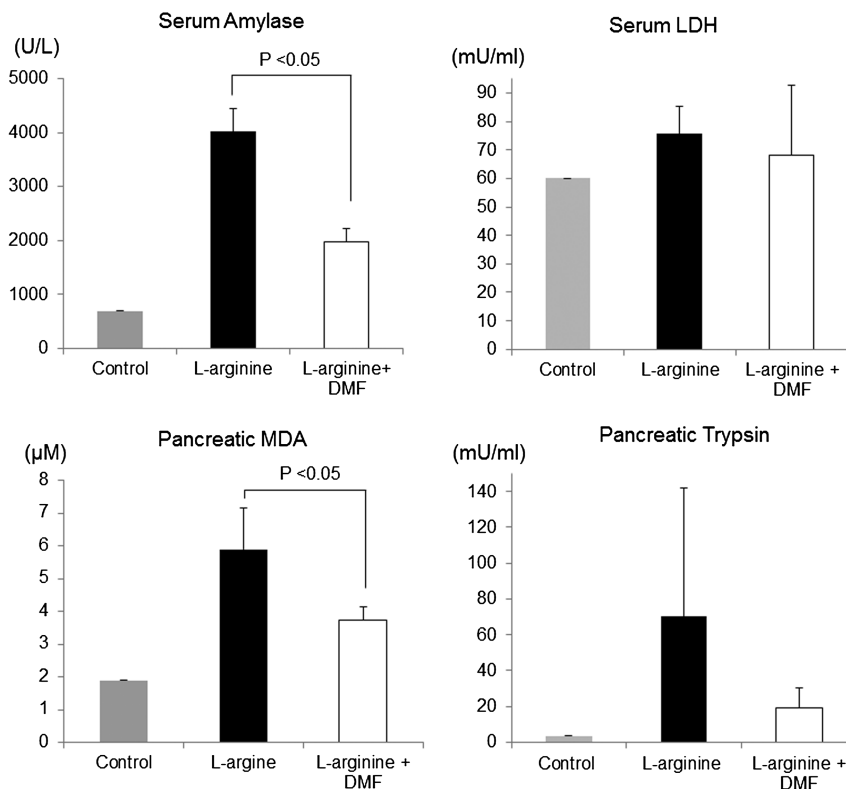 Serum Amylase
(U/L)
P <0.05
5000
4000
3000
2000
1000
0
Control
L-arginine
L-arginine+
DMF
Serum LDH
(mU/ml)
90
80
70
60
50
40
30
20
10
0
Control
L-arginine
L-arginine +
DMF
Pancreatic MDA
(µM)
P <0.05
8
7
6
5
4
3
2
1
0
Control
L-argine
L-arginine +
DMF
Pancreatic Trypsin
(mU/ml)
140
120
100
80
60
40
20
0
Control
L-arginine
L-arginine +
DMF